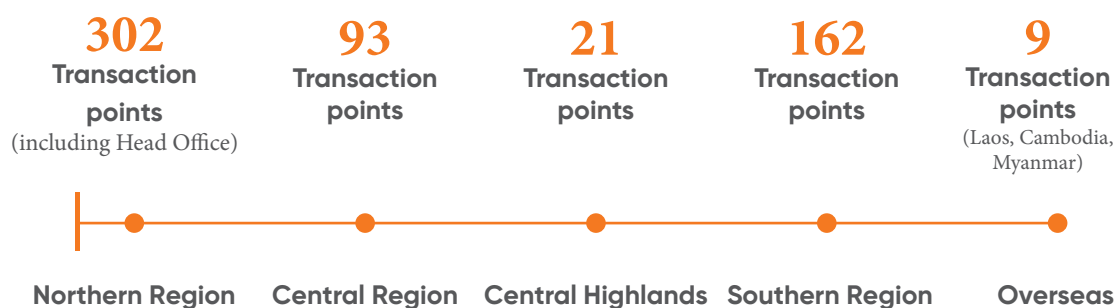 302
Transaction
points
(including Head Office)
93
Transaction
points
21
Transaction
points
162
Transaction
points
9
Transaction
points
(Laos, Cambodia,
Myanmar)
Northern Region
Central Region
Central Highlands
Southern Region
Overseas